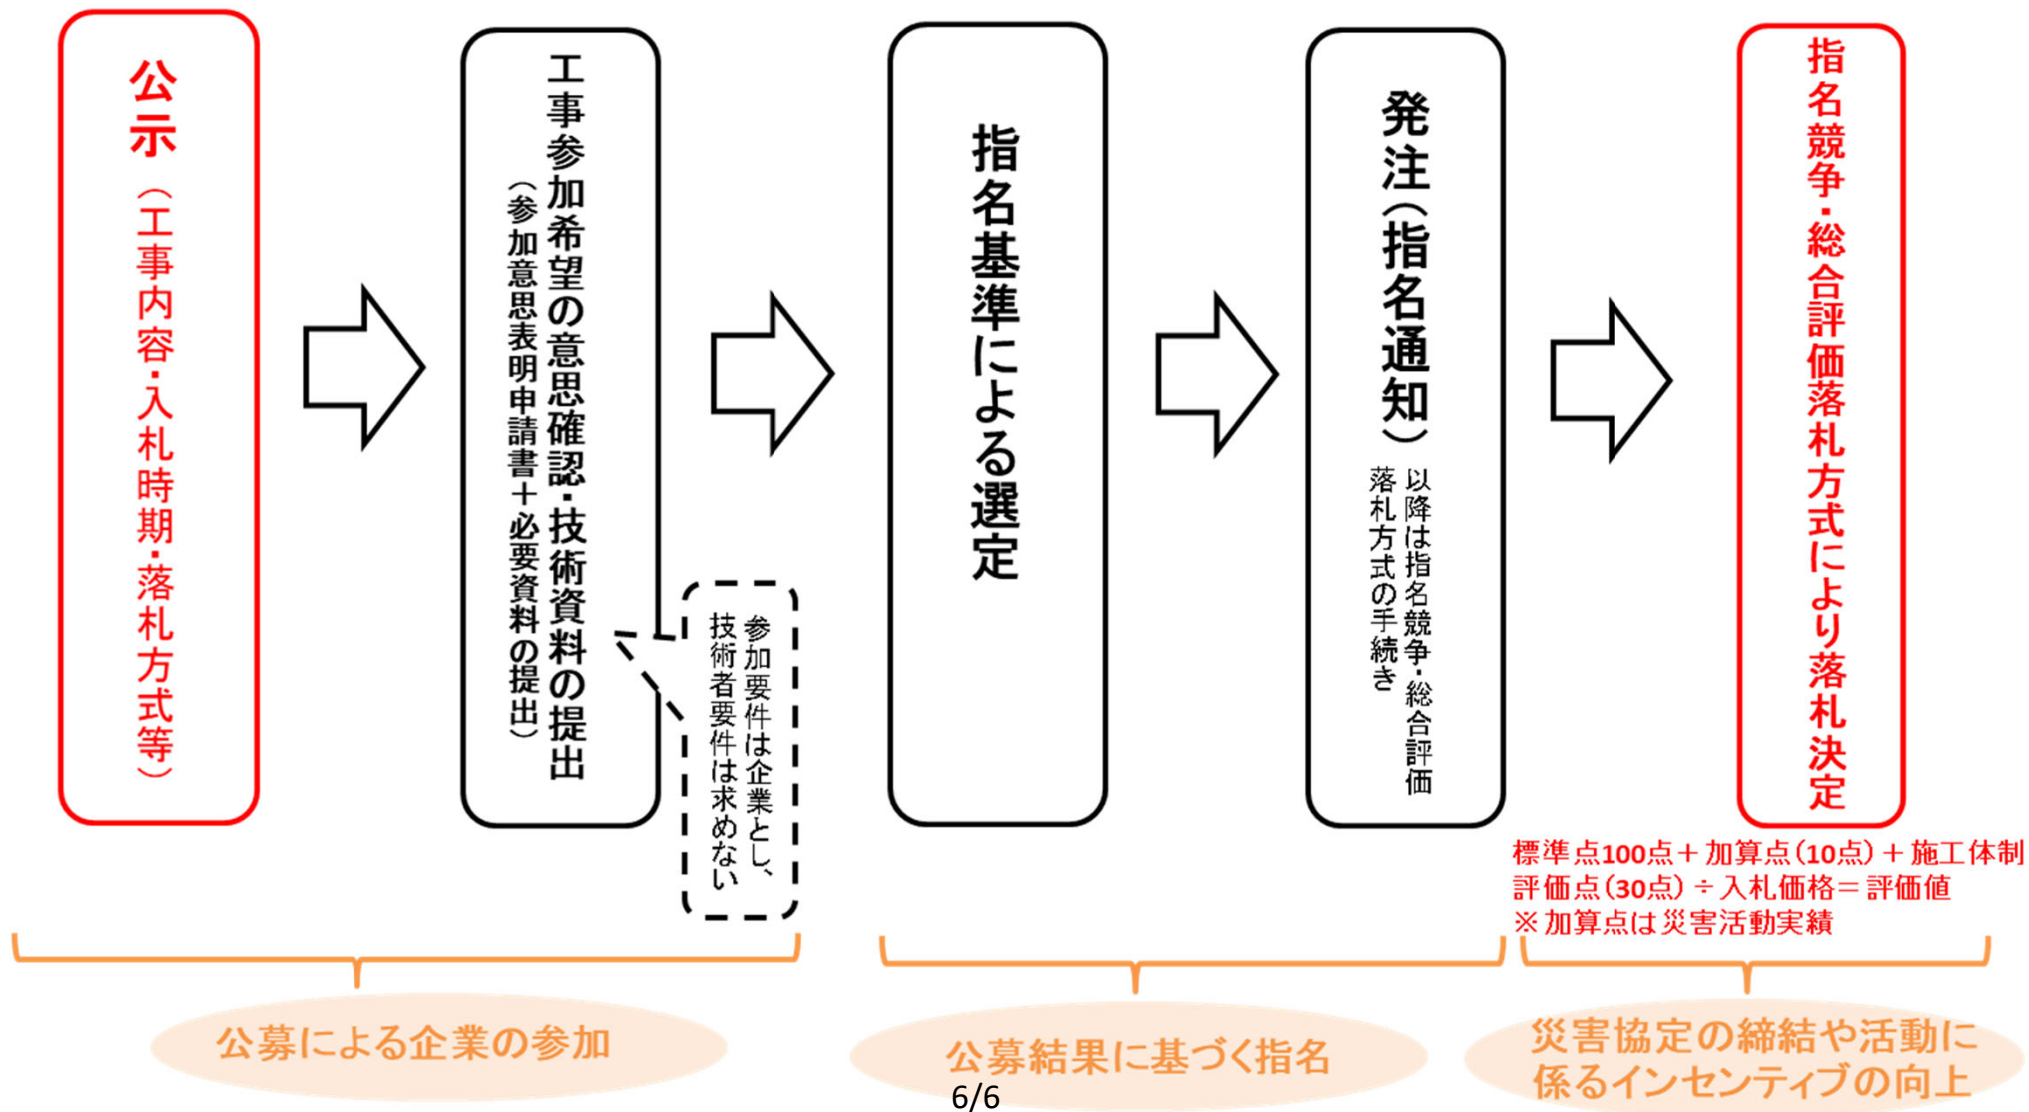 公示（工事内容・入札時期・落札方式等）
工事参加希望の意思確認・技術資料の提出
（参加意思表明申請書＋必要資料の提出）
参加要件は企業とし、
技術者要件は求めない
指名基準による選定
発注（指名通知）
以降は指名競争・総合評価
落札方式の手続き
指名競争・総合評価落札方式により落札決定
標準点100点＋加算点（10点）＋施工体制
評価点（30点）÷入札価格＝評価値
※加算点は災害活動実績
公募による企業の参加
公募結果に基づく指名
災害協定の締結や活動に
係るインセンティブの向上
6/6